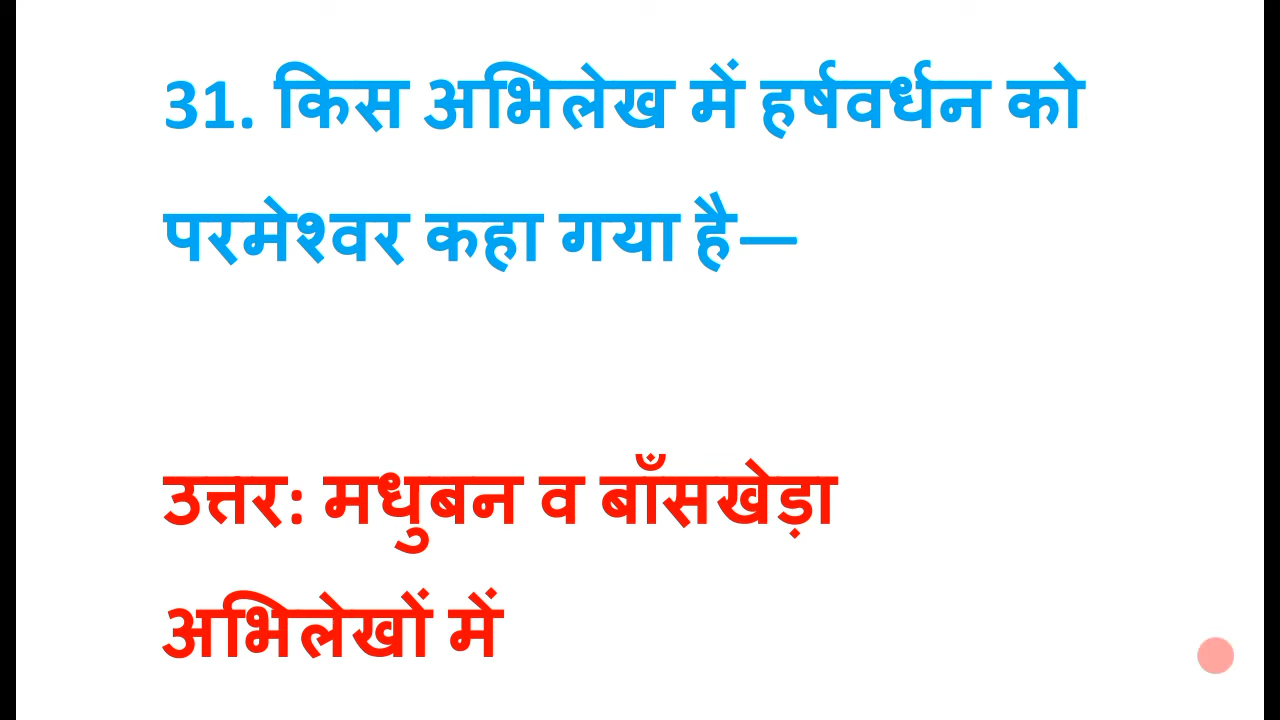 31. किस अभिलेख में हर्षवर्धन को
परमेश्वर कहा गया है—
उत्तर: मधुबन व बाँसखेड़ा
अभिलेखों में